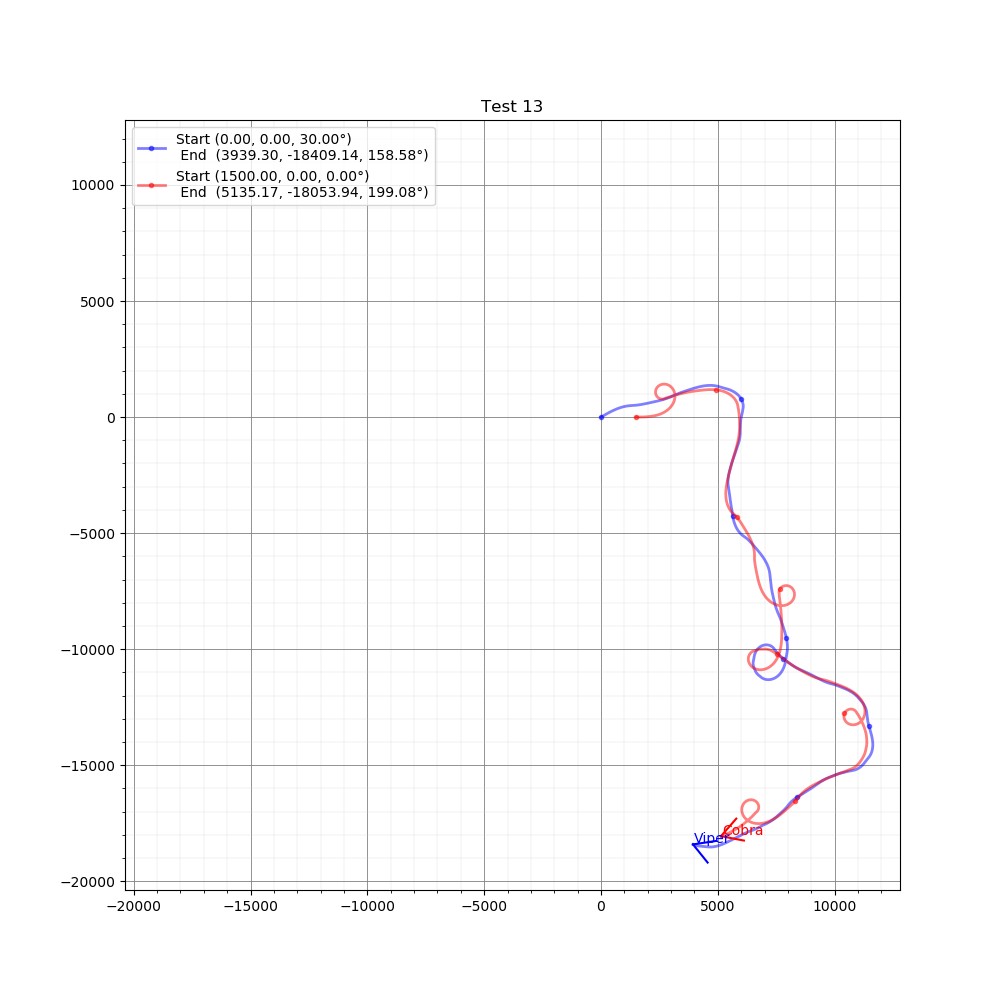 Test 13
Start (0.00, 0.00, 30.00°)
End (3939.30, -18409.14, 158.58°)
Start (1500.00, 0.00, 0.00°)
End (5135.17, -18053.94, 199.08°)
10000
5000
0
−5000
−10000
−15000
−20000
Cobra
Viper
−20000 −15000 −10000 −5000 0 5000 10000